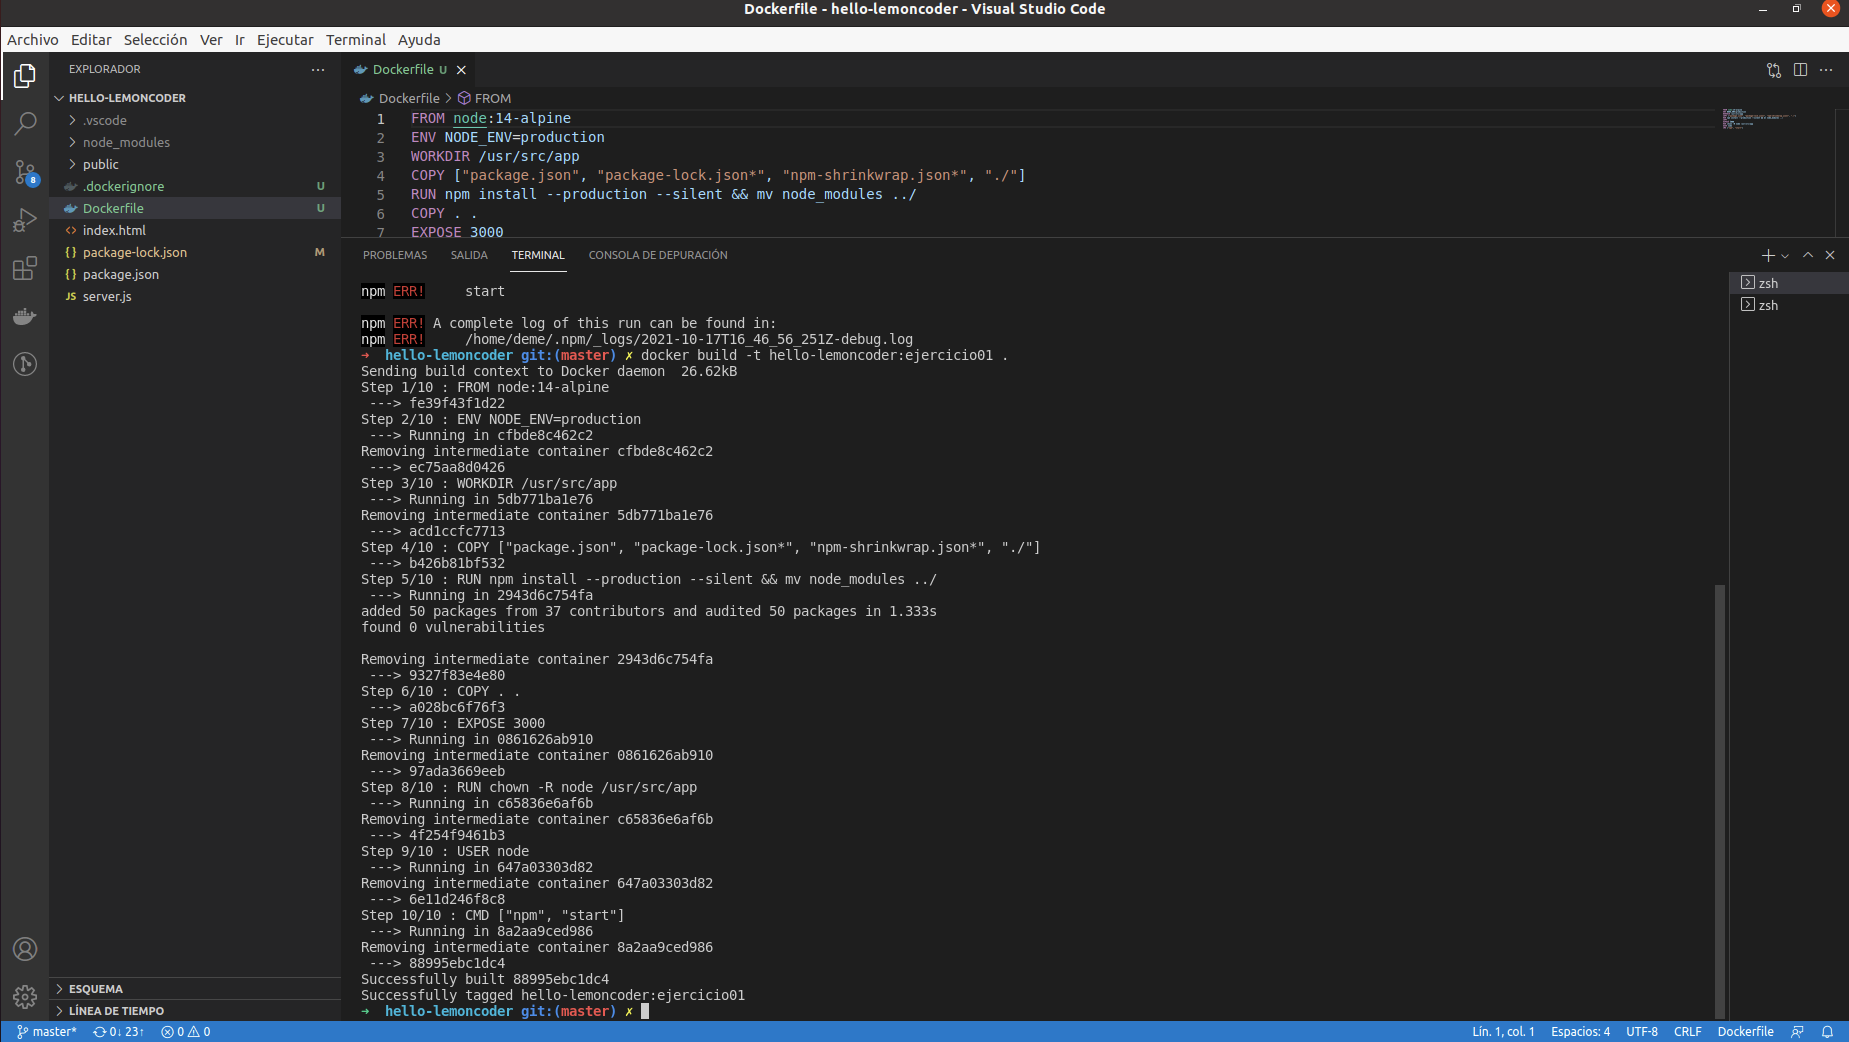 Dockerfile - hello-lemoncoder - Visual Studio Code
Archivo Editar Selección Ver Ir Ejecutar Terminal Ayuda
EXPLORADOR
HELLO-LEMONCODER
.vscode
node_modules
public
.dockerignore U
Dockerfile U
index.html
package-lock.json M
package.json
JS server.js
8
ESQUEMA
LÍNEA DE TIEMPO
Dockerfile U
Dockerfile > FROM
1 FROM node:14-alpine
2 ENV NODE_ENV=production
3 WORKDIR /usr/src/app
4 COPY ["package.json", "package-lock.json*", "npm-shrinkwrap.json*", "./"]
5 RUN npm install --production --silent && mv node_modules ../
6 COPY . .
7 EXPOSE 3000
PROBLEMAS SALIDA TERMINAL CONSOLA DE DEPURACIÓN
zsh
zsh
npm ERR! start
npm ERR! A complete log of this run can be found in:
npm ERR! /home/deme/.npm/_logs/2021-10-17T16_46_56_251Z-debug.log
→ hello-lemoncoder git:(master) ✗ docker build -t hello-lemoncoder:ejercicio01 .
Sending build context to Docker daemon 26.62kB
Step 1/10 : FROM node:14-alpine
---> fe39f43f1d22
Step 2/10 : ENV NODE_ENV=production
---> Running in cfbde8c462c2
Removing intermediate container cfbde8c462c2
---> ec75aa8d0426
Step 3/10 : WORKDIR /usr/src/app
---> Running in 5db771ba1e76
Removing intermediate container 5db771ba1e76
---> acd1ccfc7713
Step 4/10 : COPY ["package.json", "package-lock.json*", "npm-shrinkwrap.json*", "./"]
---> b426b81bf532
Step 5/10 : RUN npm install --production --silent && mv node_modules ../
---> Running in 2943d6c754fa
added 50 packages from 37 contributors and audited 50 packages in 1.333s
found 0 vulnerabilities
Removing intermediate container 2943d6c754fa
---> 9327f83e4e80
Step 6/10 : COPY . .
---> a028bc6f76f3
Step 7/10 : EXPOSE 3000
---> Running in 0861626ab910
Removing intermediate container 0861626ab910
---> 97ada3669eeb
Step 8/10 : RUN chown -R node /usr/src/app
---> Running in c65836e6af6b
Removing intermediate container c65836e6af6b
---> 4f254f9461b3
Step 9/10 : USER node
---> Running in 647a03303d82
Removing intermediate container 647a03303d82
---> 6e11d246f8c8
Step 10/10 : CMD ["npm", "start"]
---> Running in 8a2aa9ced986
Removing intermediate container 8a2aa9ced986
---> 88995ebc1dc4
Successfully built 88995ebc1dc4
Successfully tagged hello-lemoncoder:ejercicio01
→ hello-lemoncoder git:(master) ✗
master* 0↓ 23↑ 0 0 Lín. 1, col. 1 Espacios: 4 UTF-8 CRLF Dockerfile